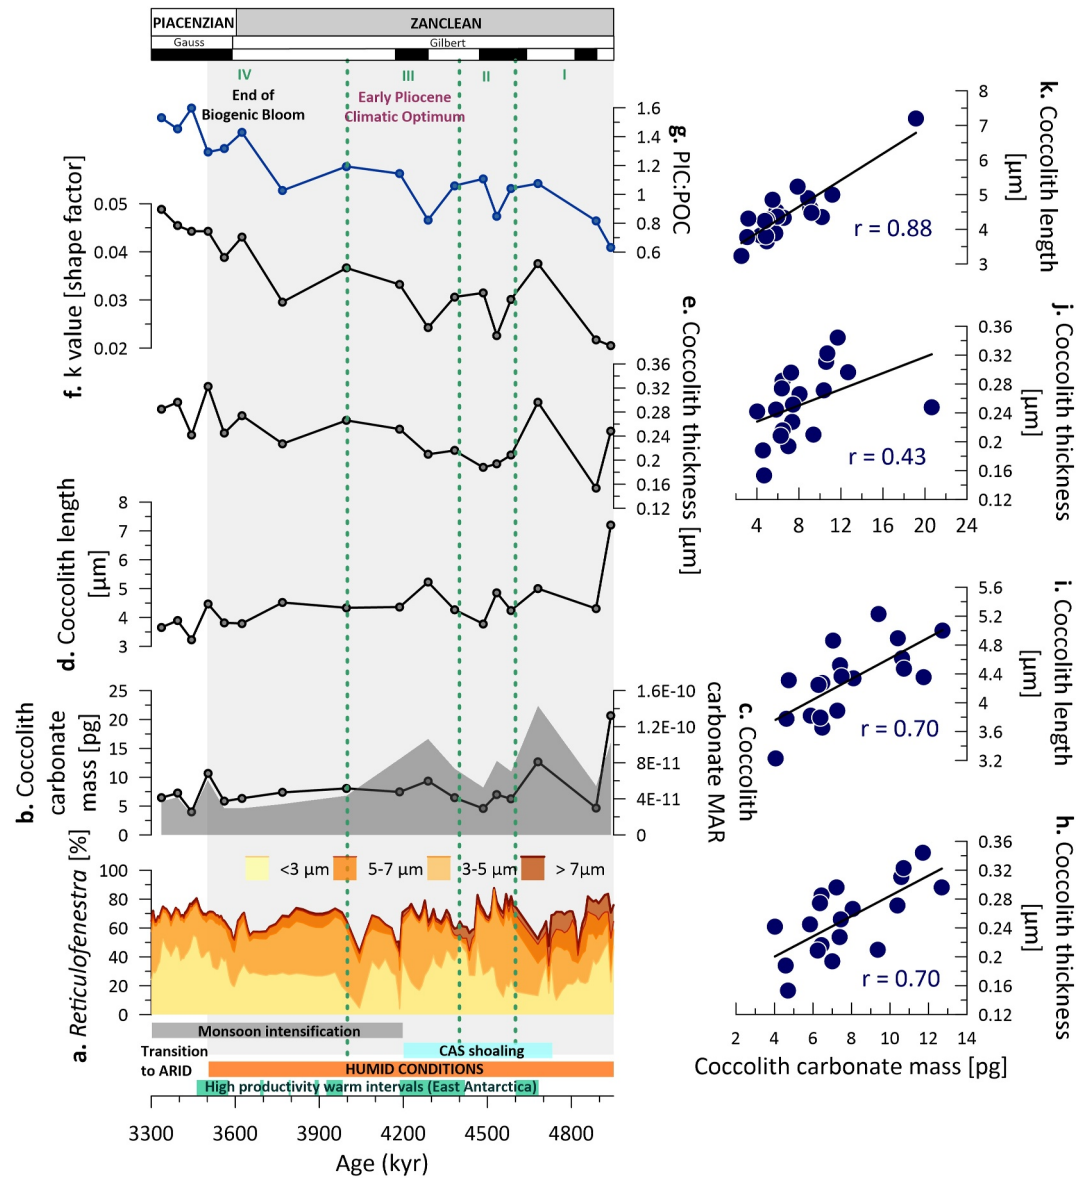 PIACENZIAN
ZANCLEAN
Gauss
Gilbert
IV
III
II
I
End of
Biogenic Bloom
Early Pliocene
Climatic Optimum
g. PIC:POC
1.6
1.4
1.2
1
0.8
0.6
f. k value [shape factor]
0.05
0.04
0.03
0.02
e. Coccolith thickness [µm]
0.36
0.32
0.28
0.24
0.2
0.16
0.12
d. Coccolith length
[µm]
8
7
6
5
4
3
b. Coccolith
carbonate
mass [pg]
25
20
15
10
5
0
c. Coccolith
carbonate MAR
1.6E-10
1.2E-10
8E-11
4E-11
0
a. Reticulofenestra [%]
100
80
60
40
20
0
<3 µm
5-7 µm
3-5 µm
> 7µm
Monsoon intensification
CAS shoaling
Transition
to ARID
HUMID CONDITIONS
High productivity warm intervals (East Antarctica)
3300
3600
3900
4200
4500
4800
Age (kyr)
k. Coccolith length
[µm]
8
7
6
5
4
3
r = 0.88
j. Coccolith thickness
[µm]
0.36
0.32
0.28
0.24
0.2
0.16
0.12
r = 0.43
4
8
12
16
20
24
i. Coccolith length
[µm]
5.6
5.2
4.8
4.4
4
3.6
3.2
r = 0.70
h. Coccolith thickness
[µm]
0.36
0.32
0.28
0.24
0.2
0.16
0.12
r = 0.70
2
4
6
8
10
12
14
Coccolith carbonate mass [pg]